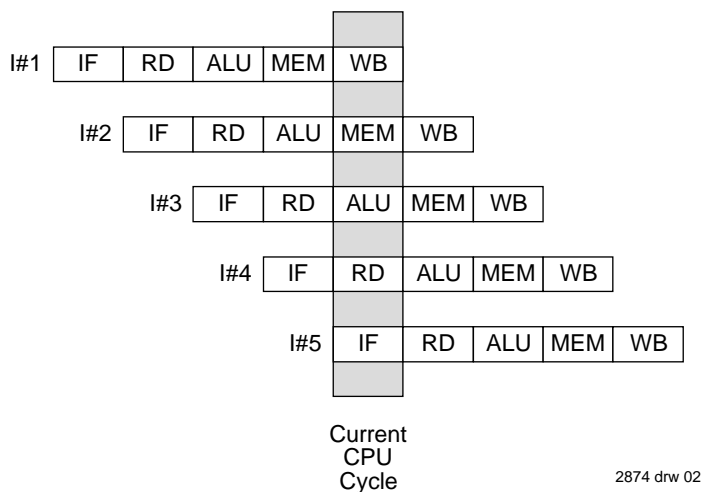 I#1 IF RD ALU MEM WB
I#2 IF RD ALU MEM WB
I#3 IF RD ALU MEM WB
I#4 IF RD ALU MEM WB
I#5 IF RD ALU MEM WB
Current
CPU
Cycle
2874 drw 02